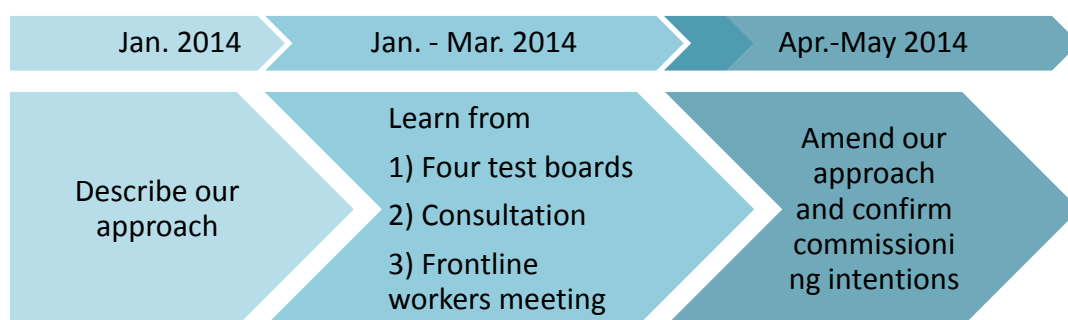 Jan. 2014
Jan. - Mar. 2014
Apr.-May 2014
Describe our
approach
Learn from
1) Four test boards
2) Consultation
3) Frontline
workers meeting
Amend our
approach
and confirm
commissioni
ng intentions